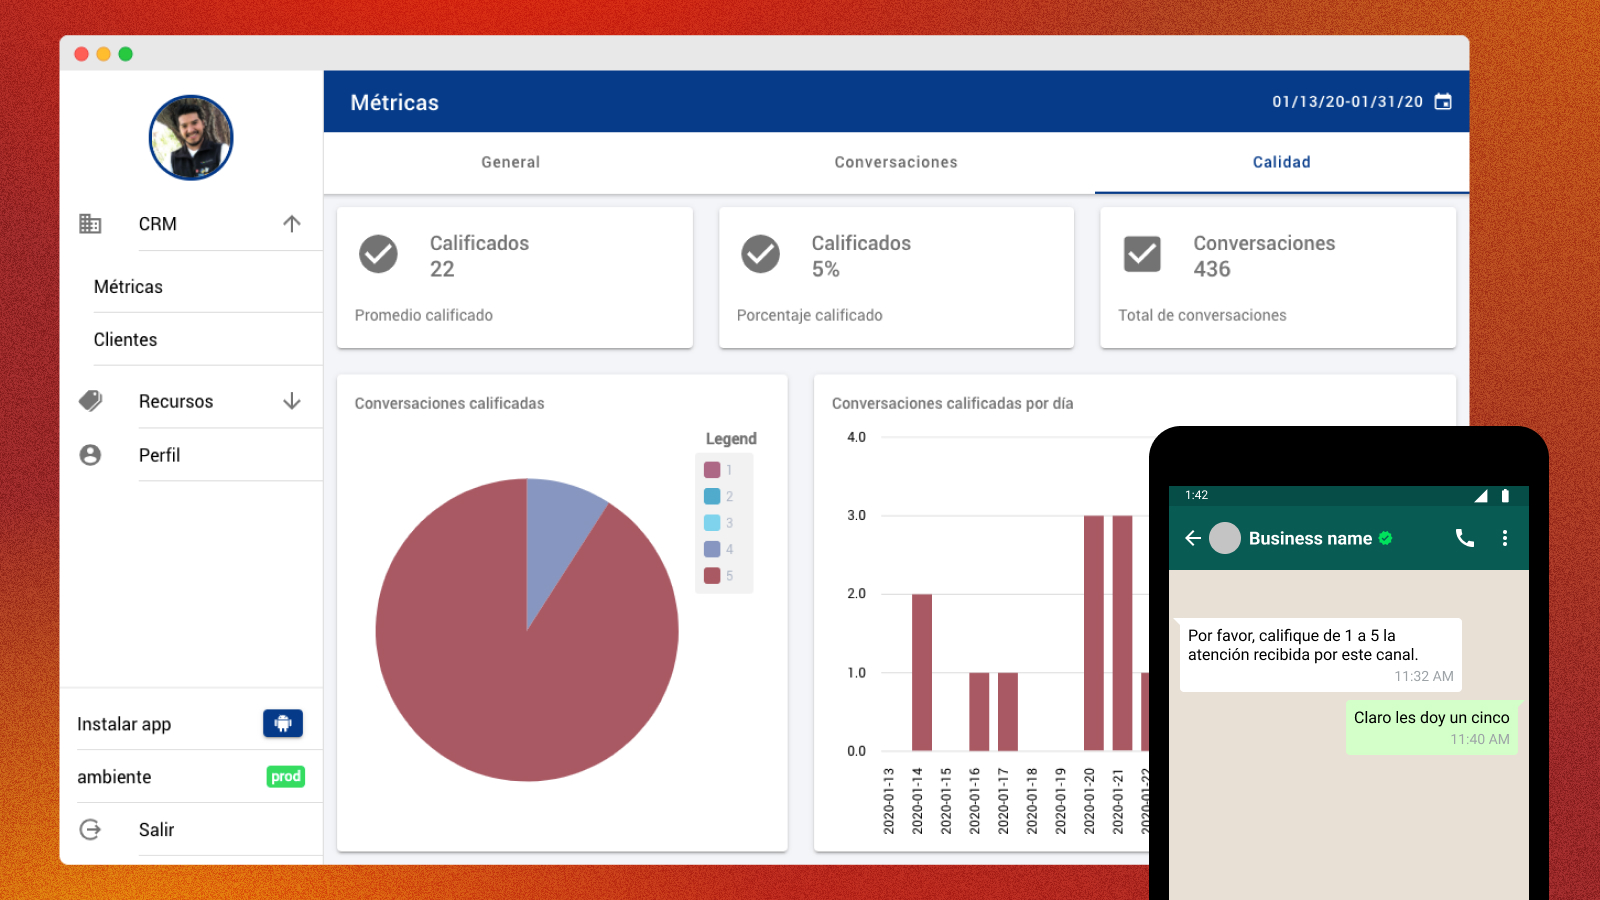 Métricas
01/13/20-01/31/20
General
Conversaciones
Calidad
CRM
Métricas
Clientes
Recursos
Perfil
Instalar app
ambiente
prod
Salir
Calificados
22
Promedio calificado
Calificados
5%
Porcentaje calificado
Conversaciones
436
Total de conversaciones
Conversaciones calificadas
Legend
1
2
3
4
5
Conversaciones calificadas por día
4.0
3.0
2.0
1.0
0.0
2020-01-13
2020-01-14
2020-01-15
2020-01-16
2020-01-17
2020-01-18
2020-01-19
2020-01-20
2020-01-21
2020-01-22
1:42
Business name
Por favor, califique de 1 a 5 la
atención recibida por este canal.
11:32 AM
Claro les doy un cinco
11:40 AM